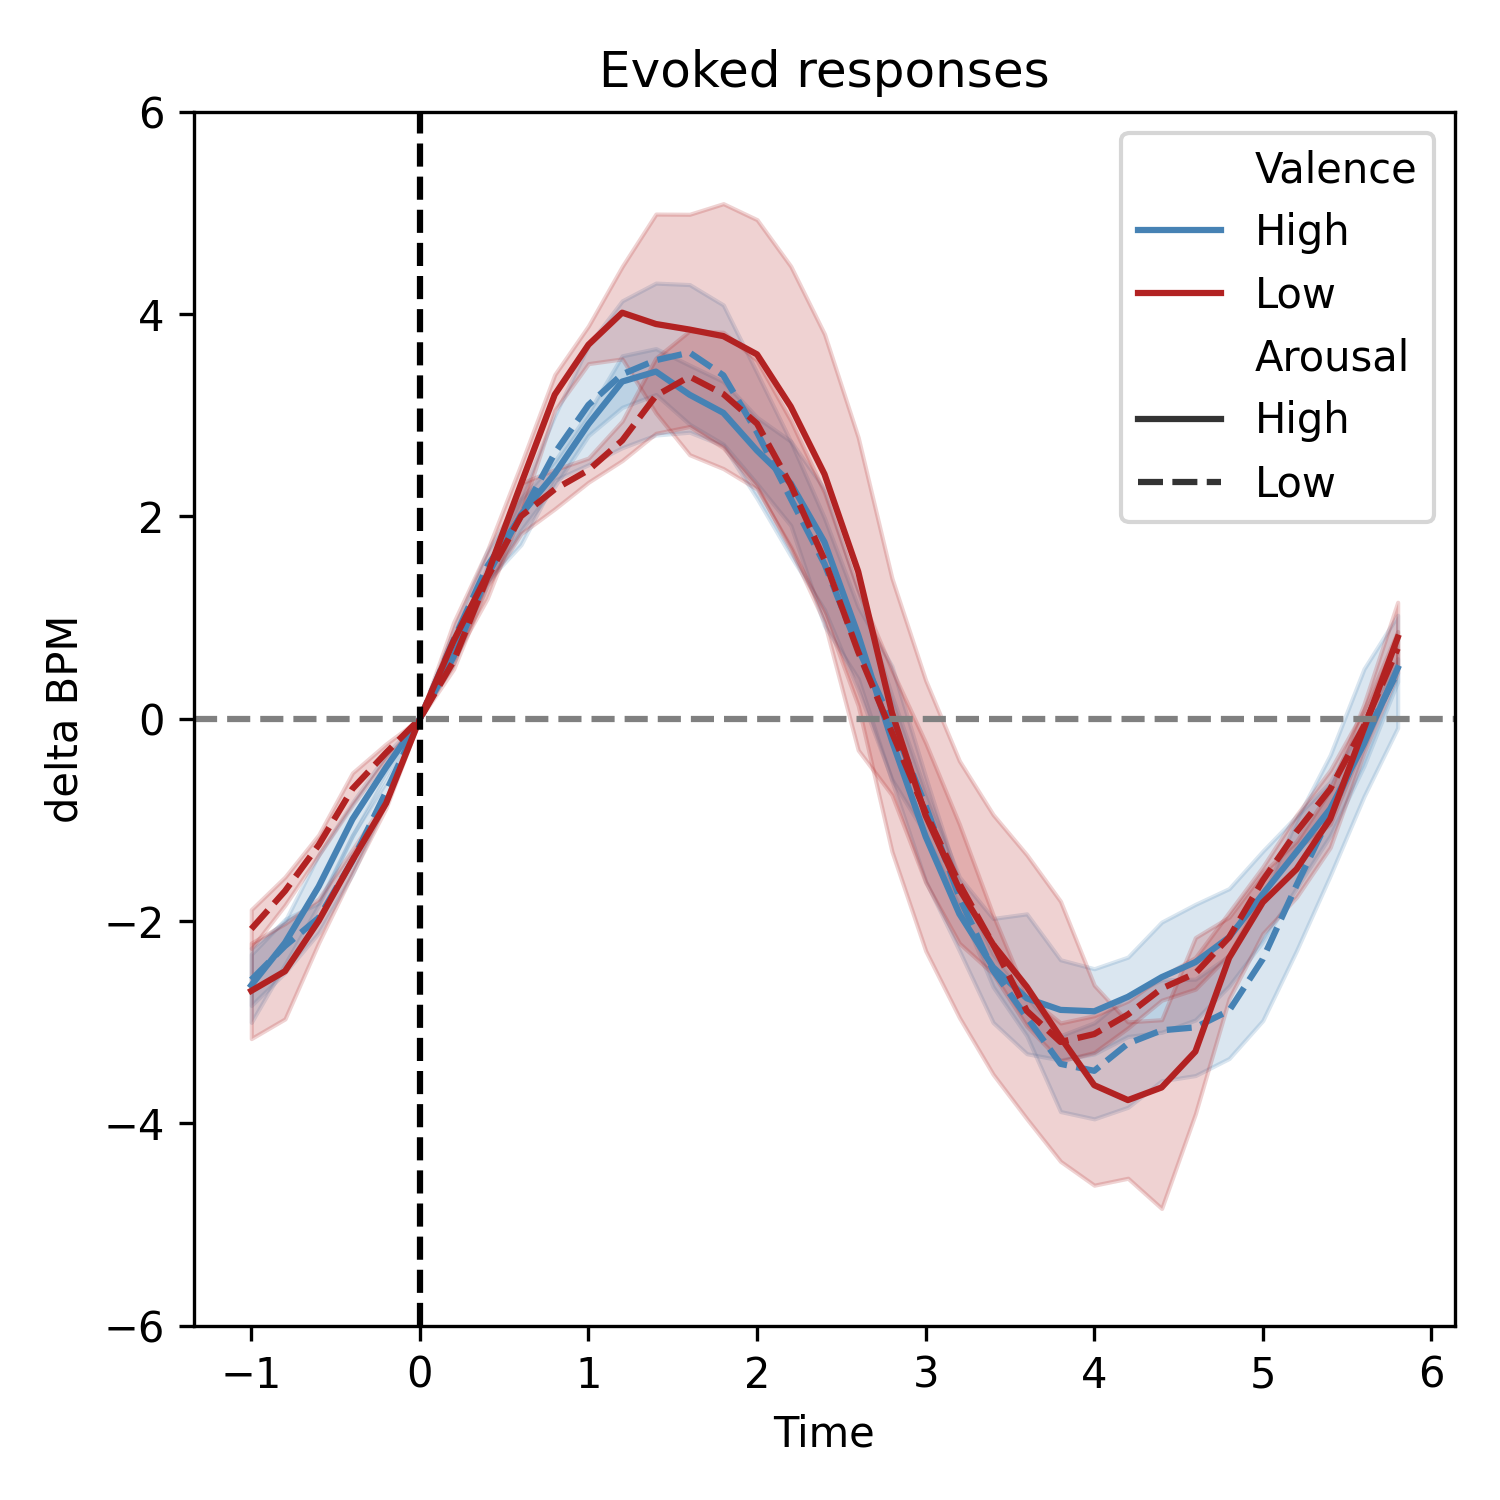 Evoked responses
6
4
2
0
−2
−4
−6
delta BPM
Valence
High
Low
Arousal
High
Low
−1 0 1 2 3 4 5 6
Time